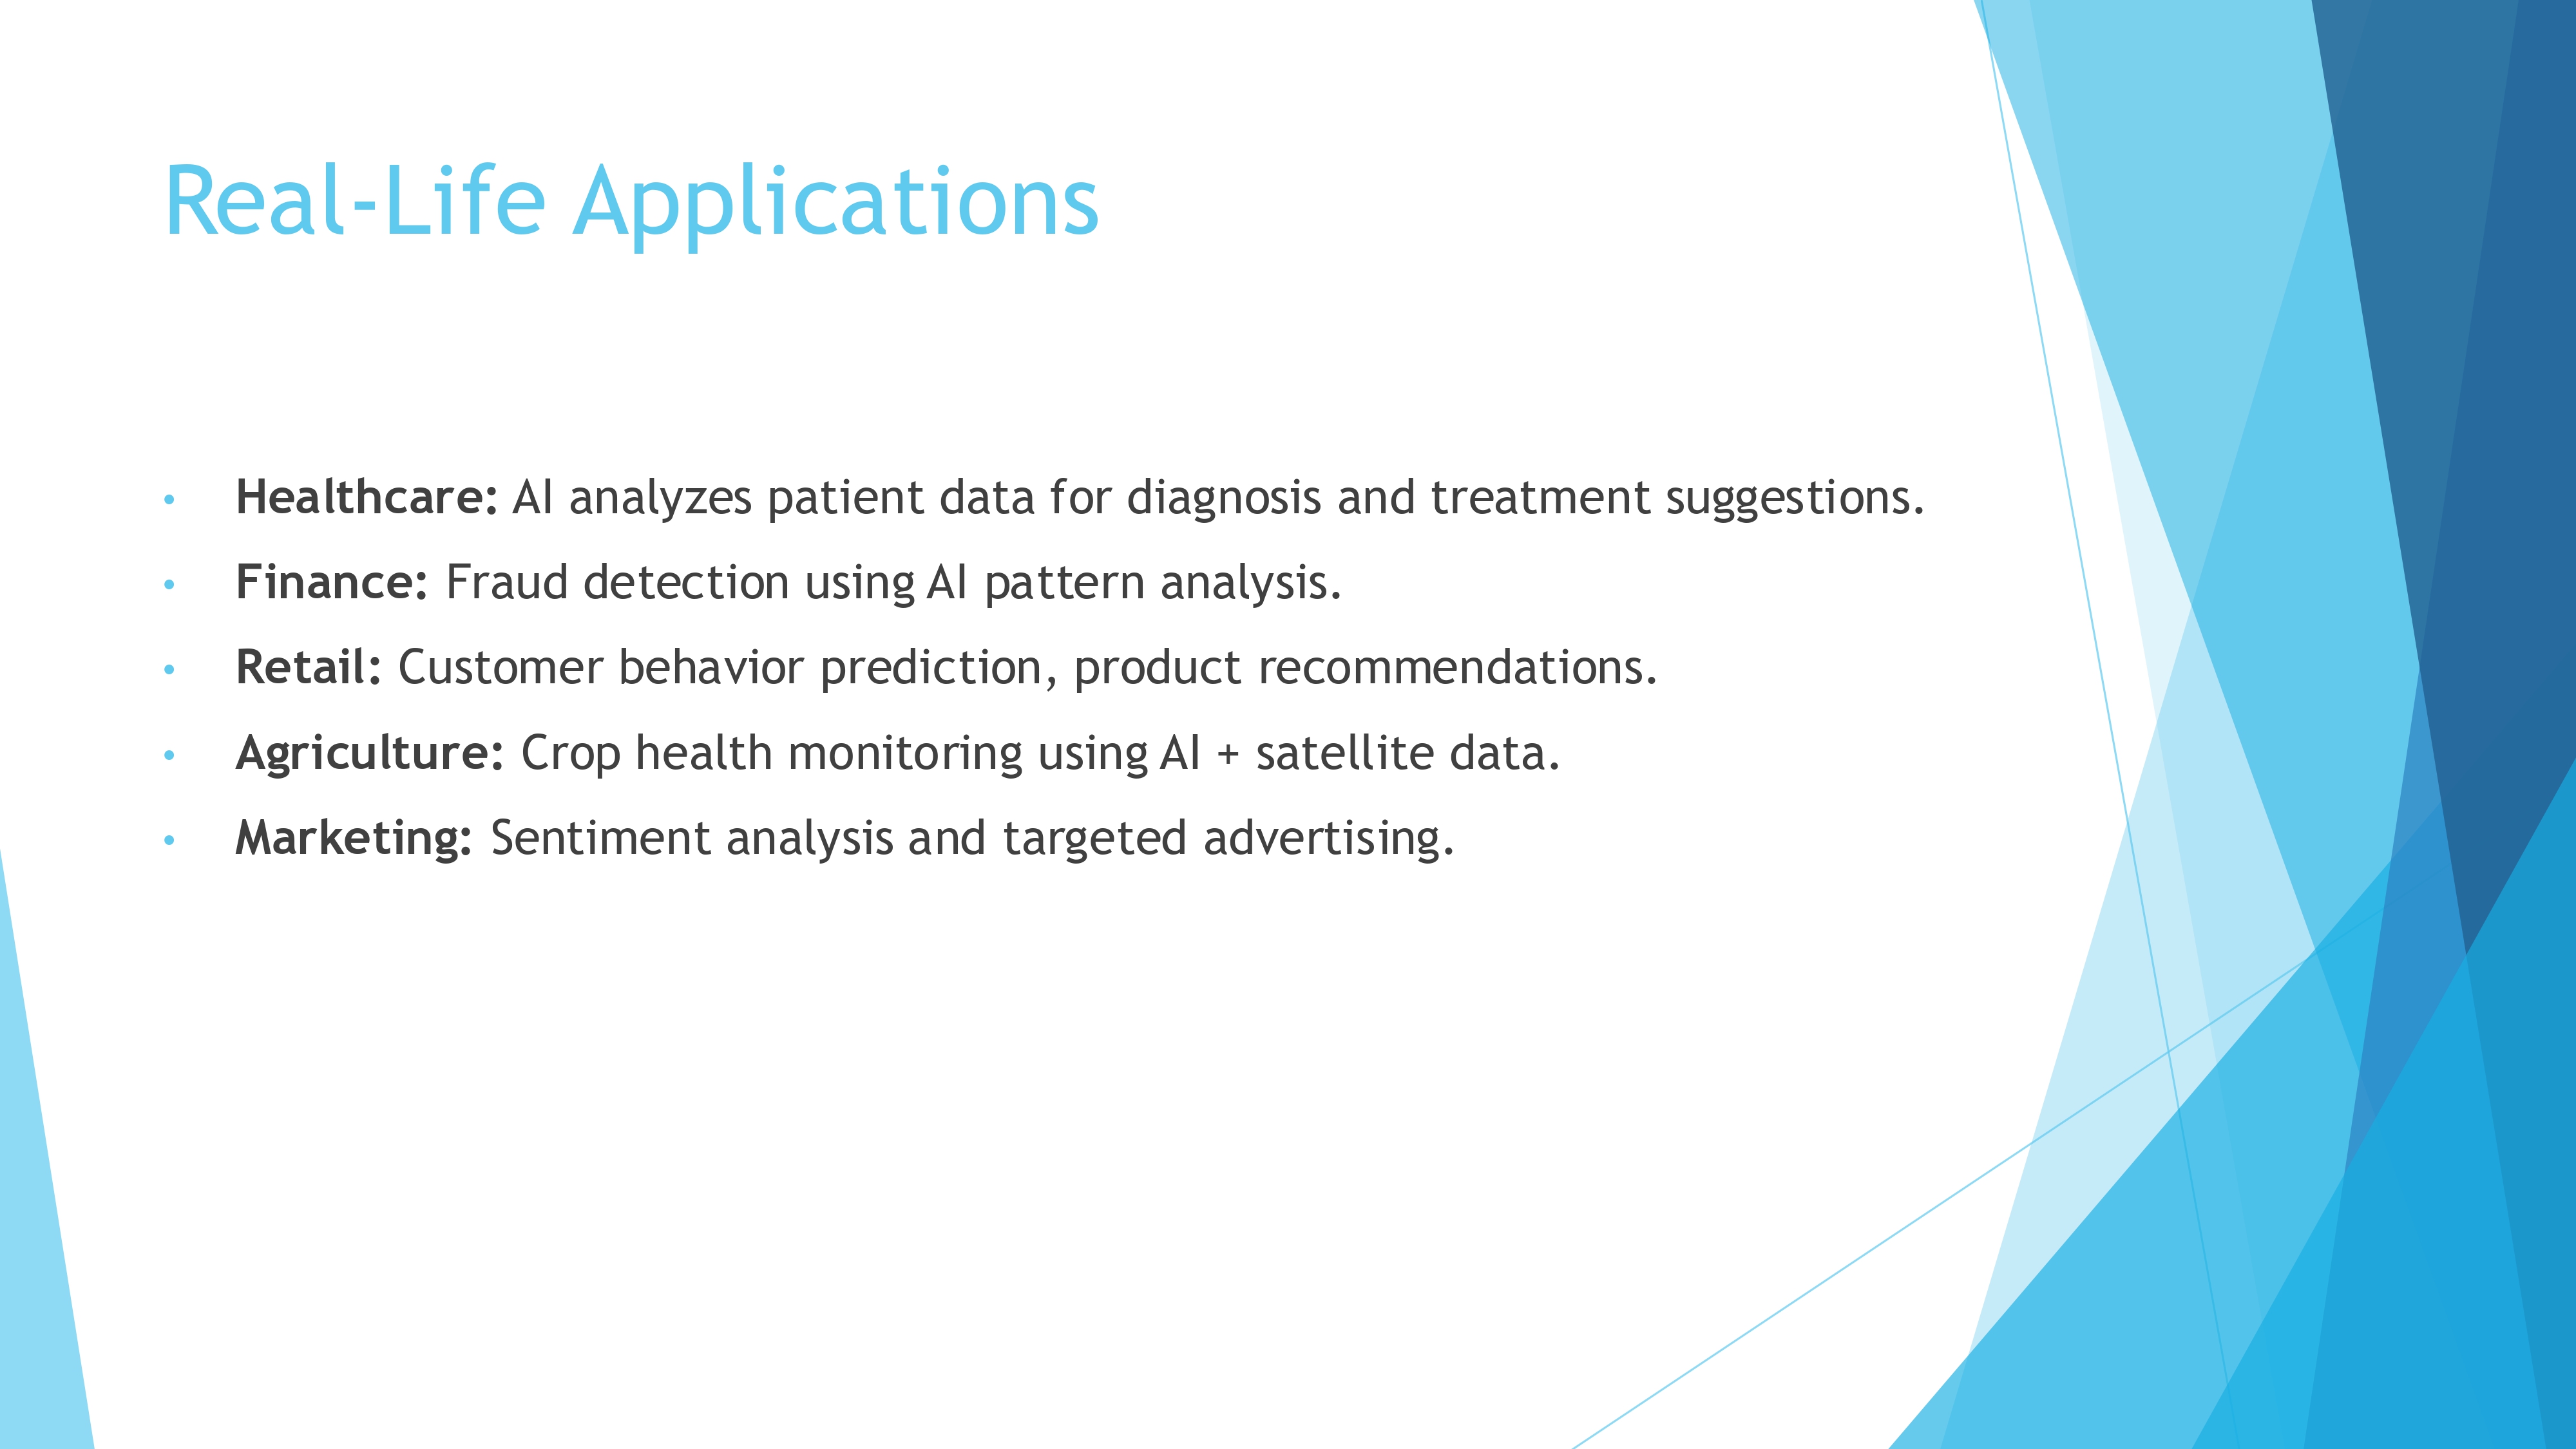 Real-Life Applications
• Healthcare: AI analyzes patient data for diagnosis and treatment suggestions.
• Finance: Fraud detection using AI pattern analysis.
• Retail: Customer behavior prediction, product recommendations.
• Agriculture: Crop health monitoring using AI + satellite data.
• Marketing: Sentiment analysis and targeted advertising.